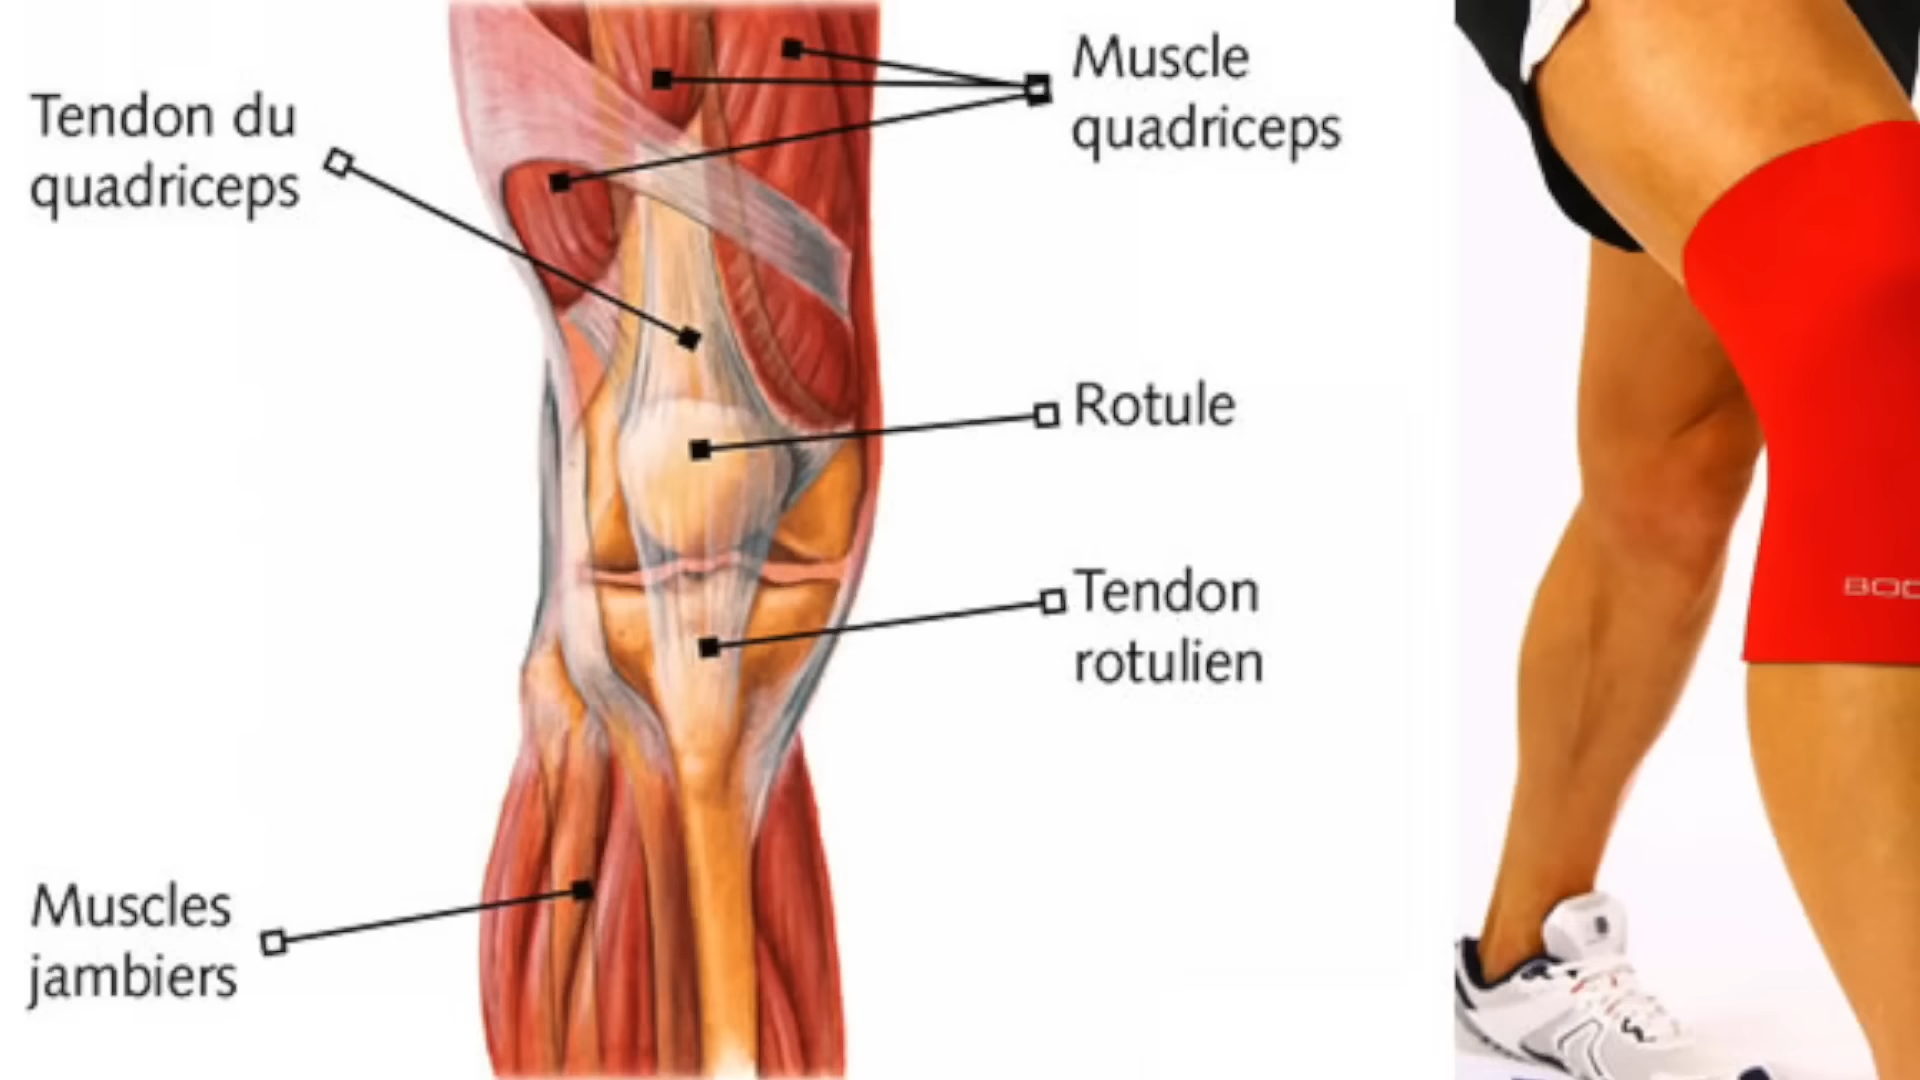 Muscle
quadriceps
Tendon du
quadriceps
Rotule
Tendon
rotulien
Muscles
jambiers